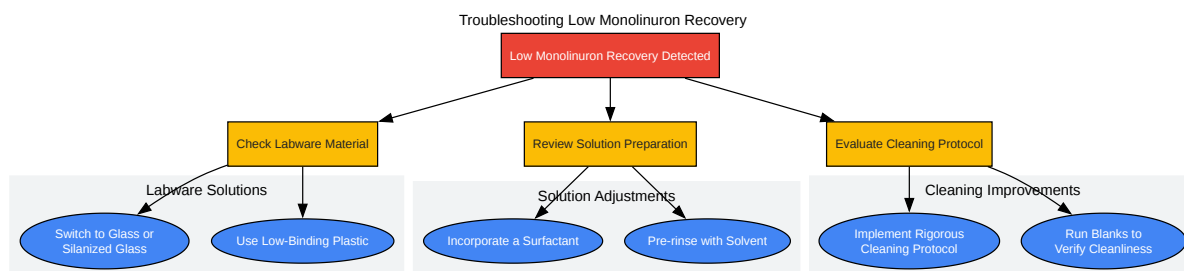 Troubleshooting Low Monolinuron Recovery
Low Monolinuron Recovery Detected
Check Labware Material
Review Solution Preparation
Evaluate Cleaning Protocol
Labware Solutions
Solution Adjustments
Cleaning Improvements
Switch to Glass or
Silanized Glass
Use Low-Binding Plastic
Incorporate a Surfactant
Pre-rinse with Solvent
Implement Rigorous
Cleaning Protocol
Run Blanks to
Verify Cleanliness